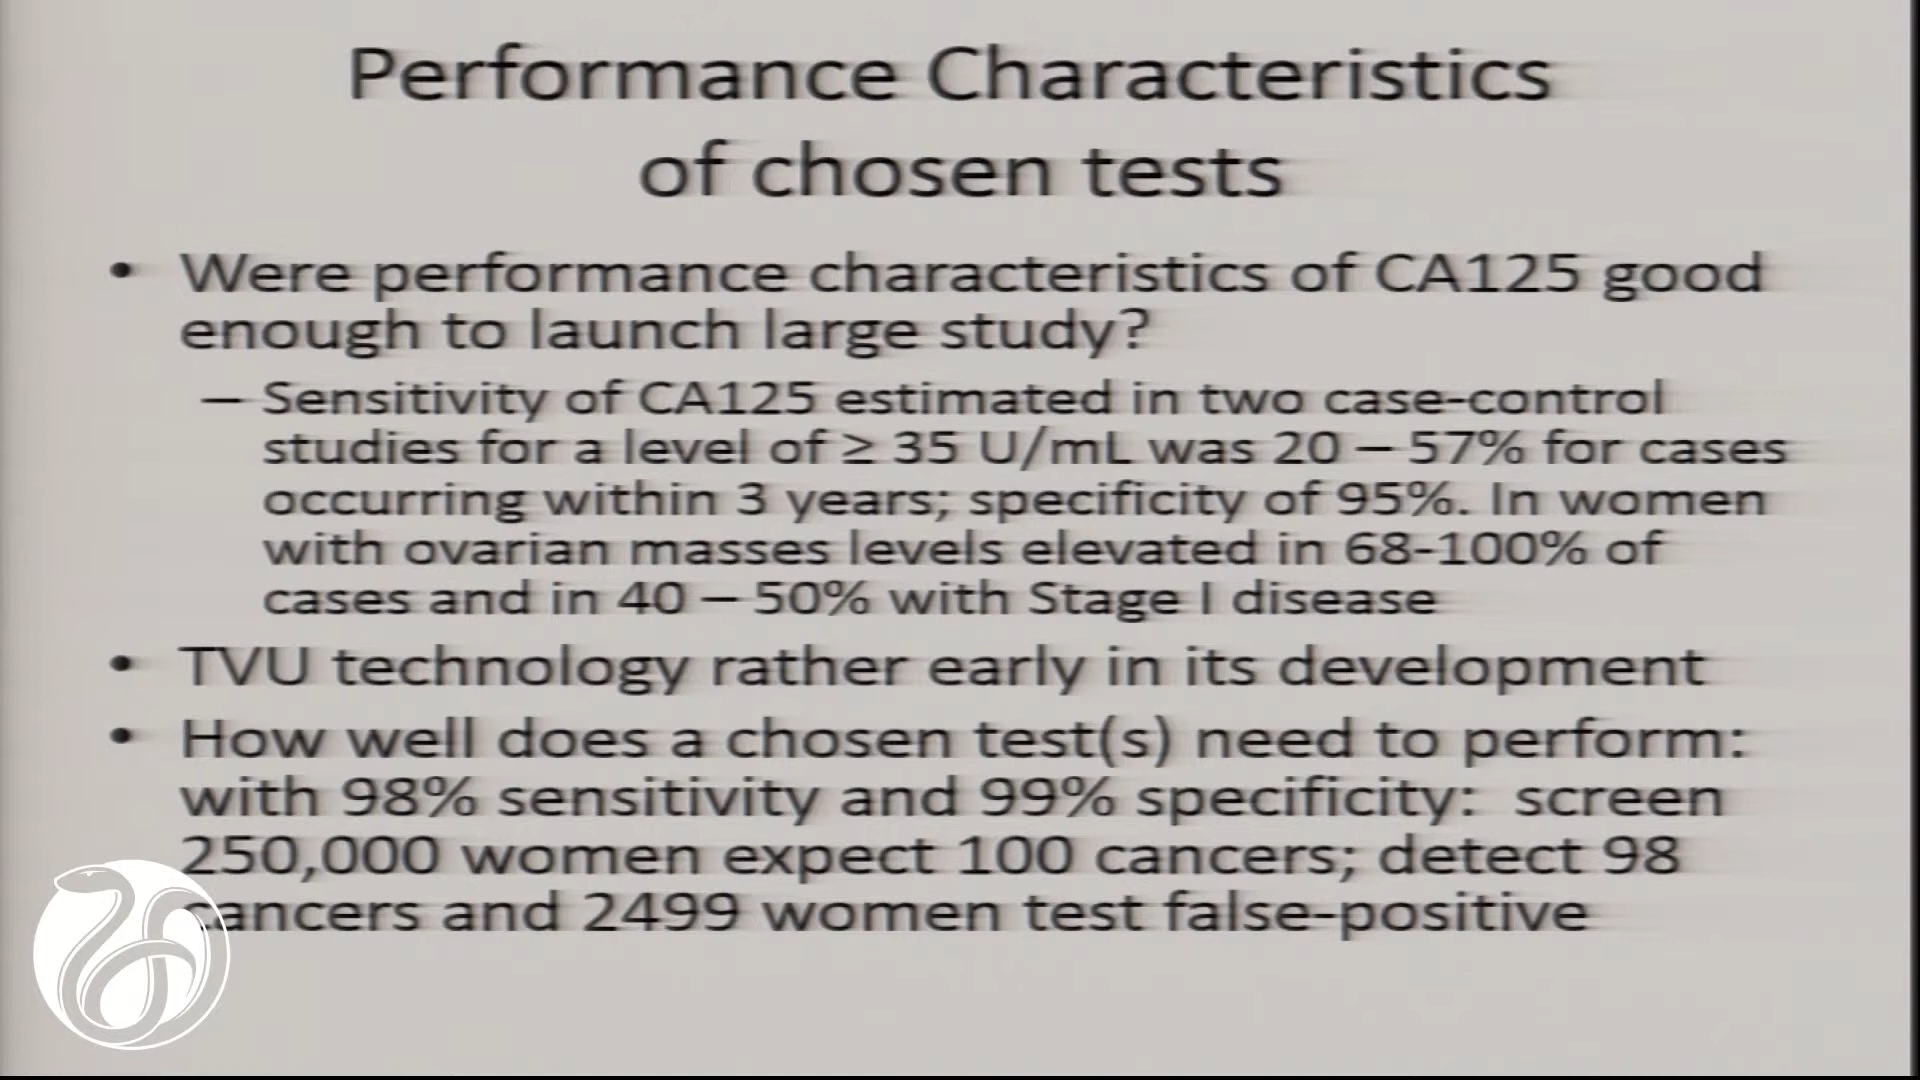 Performance Characteristics
of chosen tests
• Were performance characteristics of CA125 good
enough to launch large study?
– Sensitivity of CA125 estimated in two case-control
studies for a level of ≥ 35 U/mL was 20 – 57% for cases
occurring within 3 years; specificity of 95%. In women
with ovarian masses levels elevated in 68-100% of
cases and in 40 – 50% with Stage I disease
• TVU technology rather early in its development
• How well does a chosen test(s) need to perform:
with 98% sensitivity and 99% specificity: screen
250,000 women expect 100 cancers; detect 98
cancers and 2499 women test false-positive